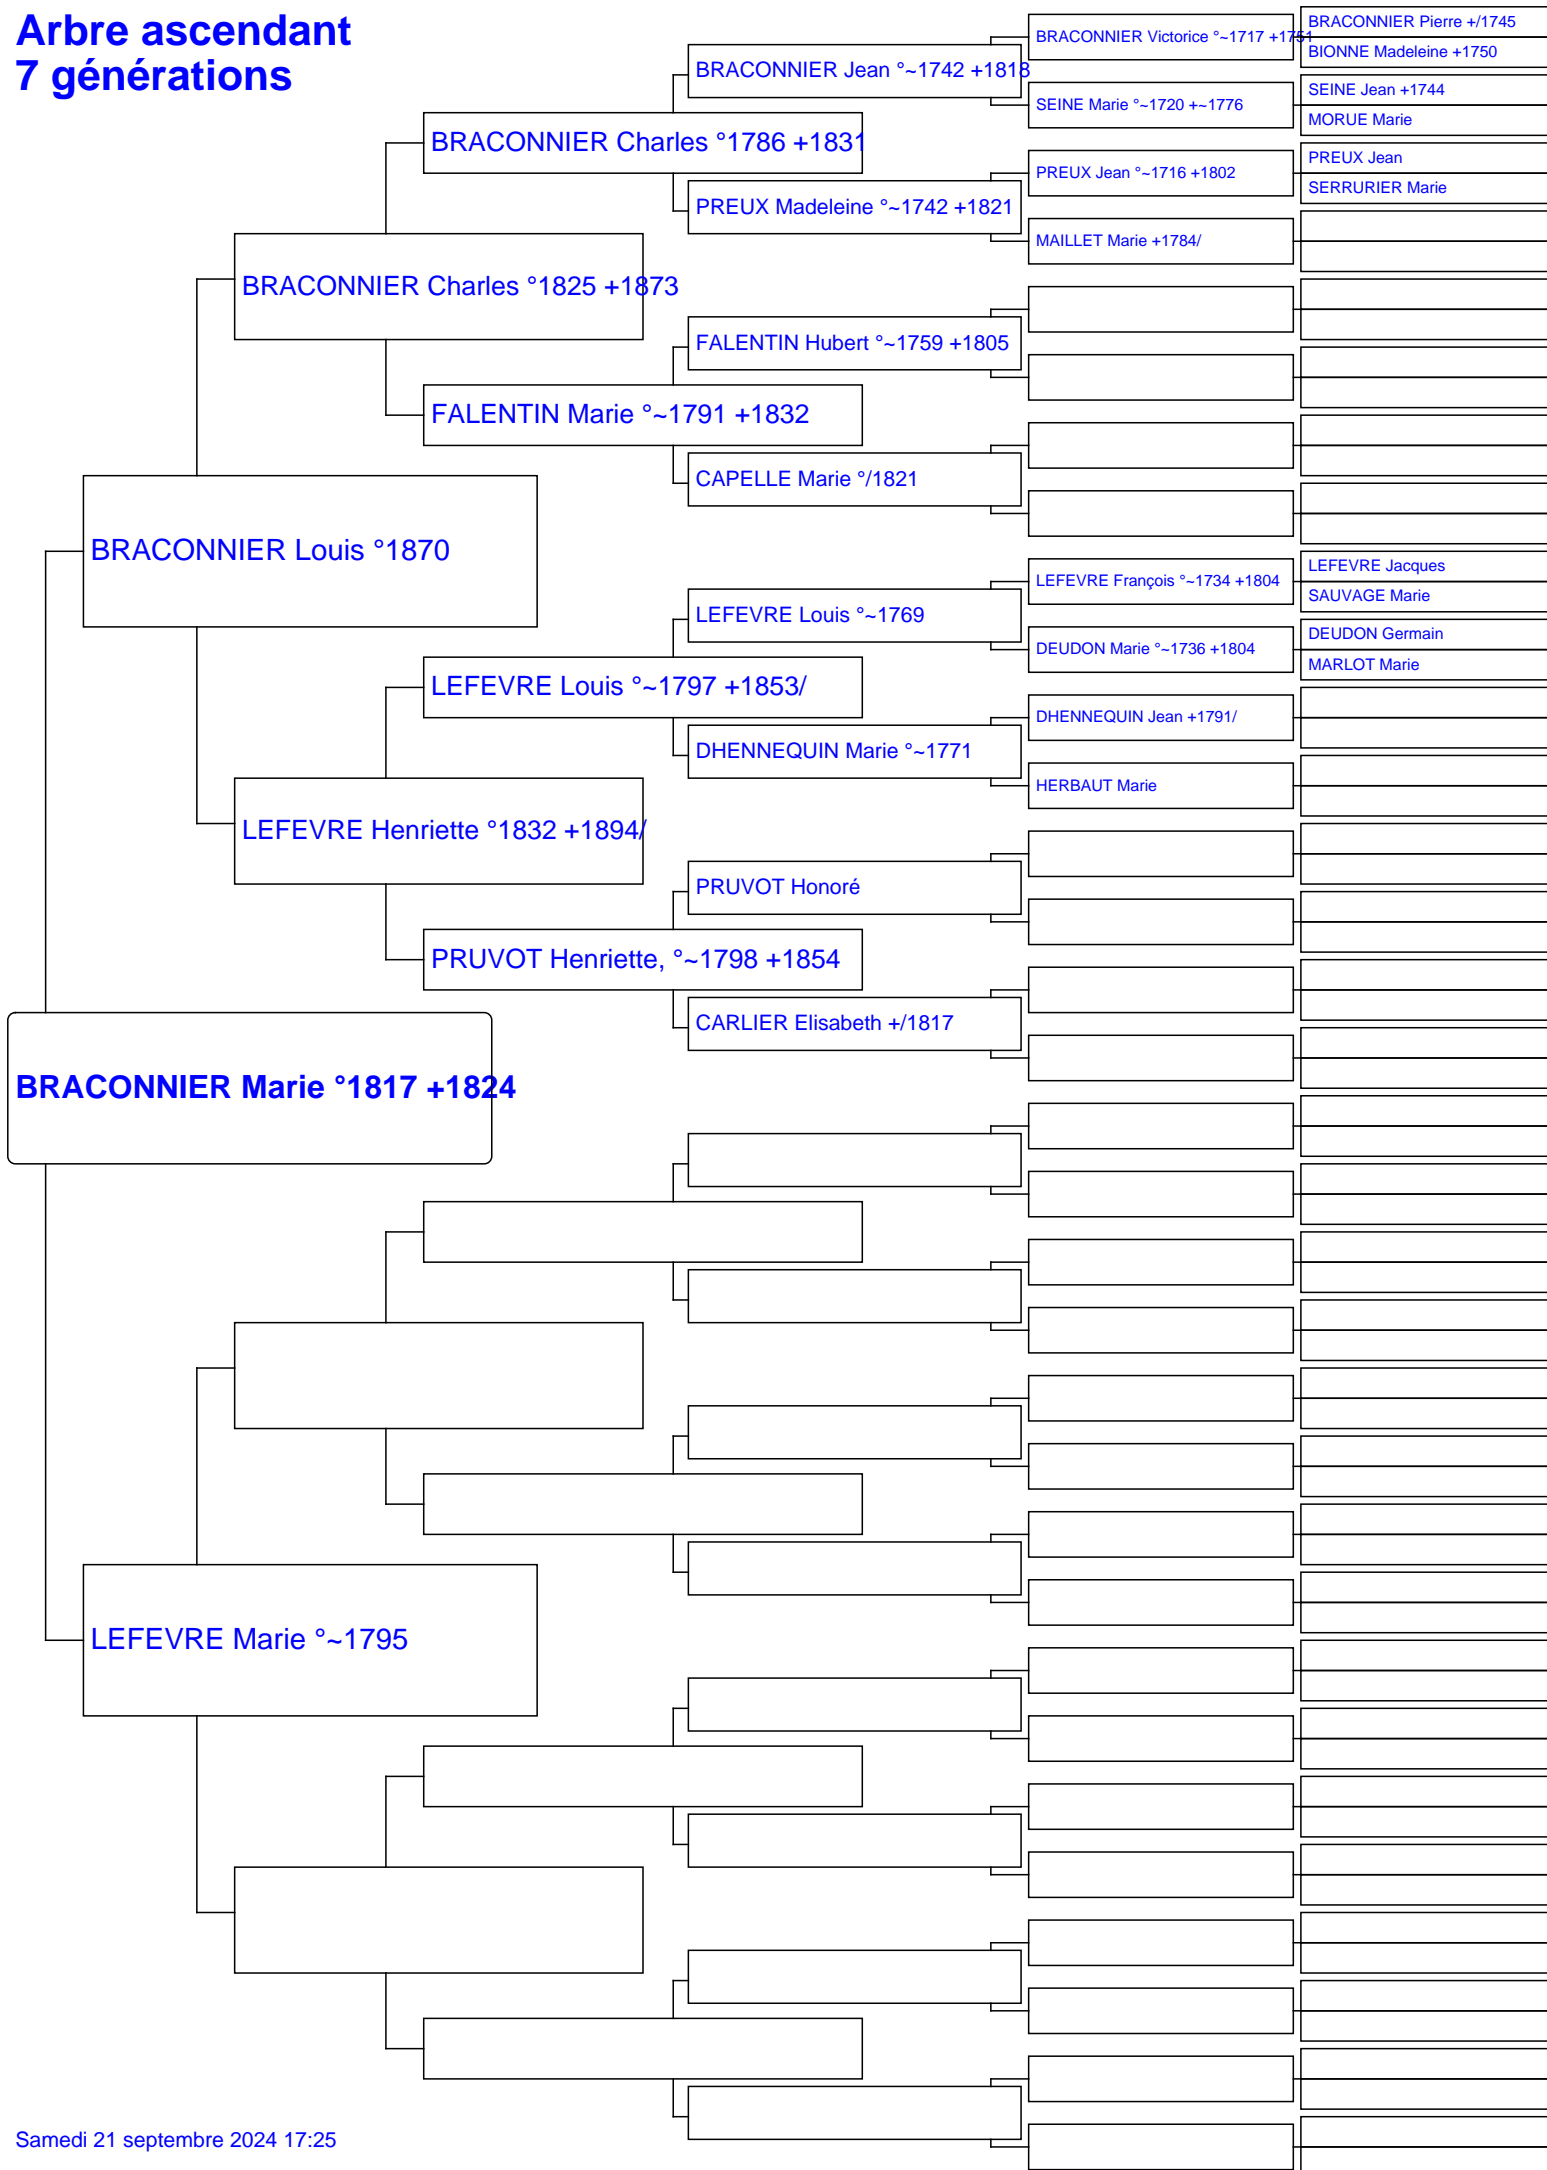 Arbre ascendant
7 générations
BRACONNIER Pierre +/1745
BRACONNIER Victorice °~1717 +1751
BIONNE Madeleine +1750
BRACONNIER Jean °~1742 +1818
SEINE Jean +1744
SEINE Marie °~1720 +~1776
MORUE Marie
BRACONNIER Charles °1786 +1831
PREUX Jean
PREUX Jean °~1716 +1802
SERRURIER Marie
PREUX Madeleine °~1742 +1821
MAILLET Marie +1784/
BRACONNIER Charles °1825 +1873
FALENTIN Hubert °~1759 +1805
FALENTIN Marie °~1791 +1832
CAPELLE Marie °/1821
BRACONNIER Louis °1870
LEFEVRE Jacques
LEFEVRE François °~1734 +1804
SAUVAGE Marie
LEFEVRE Louis °~1769
DEUDON Germain
DEUDON Marie °~1736 +1804
MARLOT Marie
LEFEVRE Louis °~1797 +1853/
DHENNEQUIN Jean +1791/
DHENNEQUIN Marie °~1771
HERBAUT Marie
LEFEVRE Henriette °1832 +1894/
PRUVOT Honoré
PRUVOT Henriette, °~1798 +1854
CARLIER Elisabeth +/1817
BRACONNIER Marie °1817 +1824
LEFEVRE Marie °~1795
Samedi 21 septembre 2024 17:25